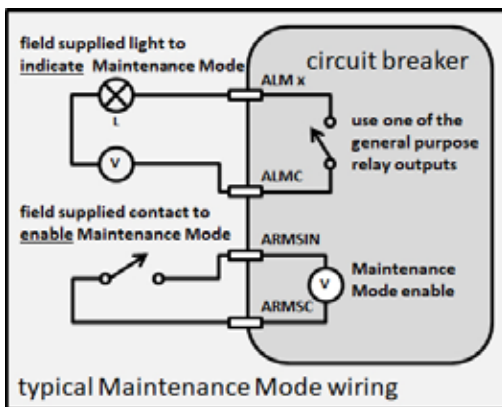 field supplied light to
indicate Maintenance Mode
L
V
field supplied contact to
enable Maintenance Mode
circuit breaker
ALM x
use one of the
general purpose
relay outputs
ALMC
ARMSIN
V
Maintenance
Mode enable
ARMSC
typical Maintenance Mode wiring